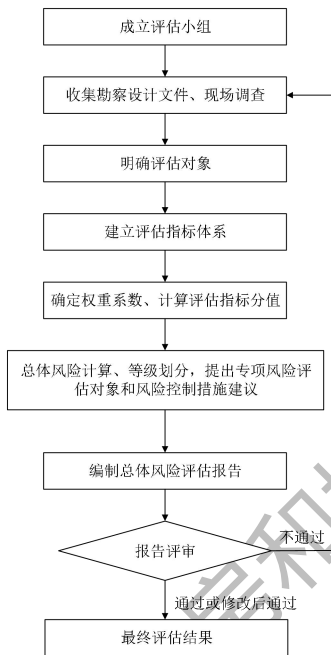 成立评估小组
收集勘察设计文件、现场调查
明确评估对象
建立评估指标体系
确定权重系数、计算评估指标分值
总体风险计算、等级划分，提出专项风险评
估对象和风险控制措施建议
编制总体风险评估报告
报告评审
不通过
通过或修改后通过
最终评估结果
房和